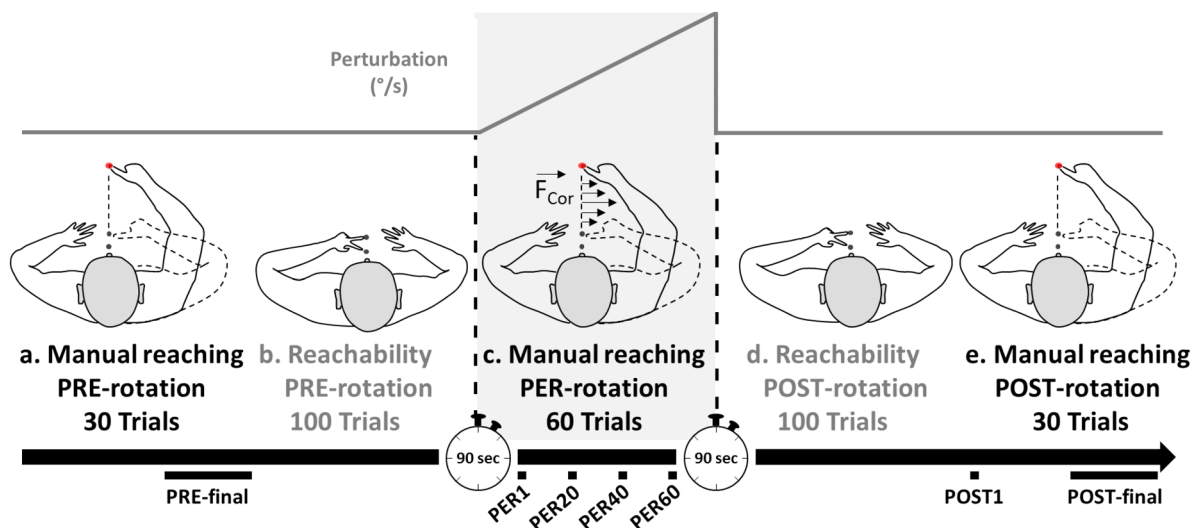 Perturbation
(°/s)
F_Cor
a. Manual reaching
PRE-rotation
30 Trials
b. Reachability
PRE-rotation
100 Trials
c. Manual reaching
PER-rotation
60 Trials
d. Reachability
POST-rotation
100 Trials
e. Manual reaching
POST-rotation
30 Trials
90 sec
90 sec
PRE-final
PER1
PER20
PER40
PER60
POST1
POST-final